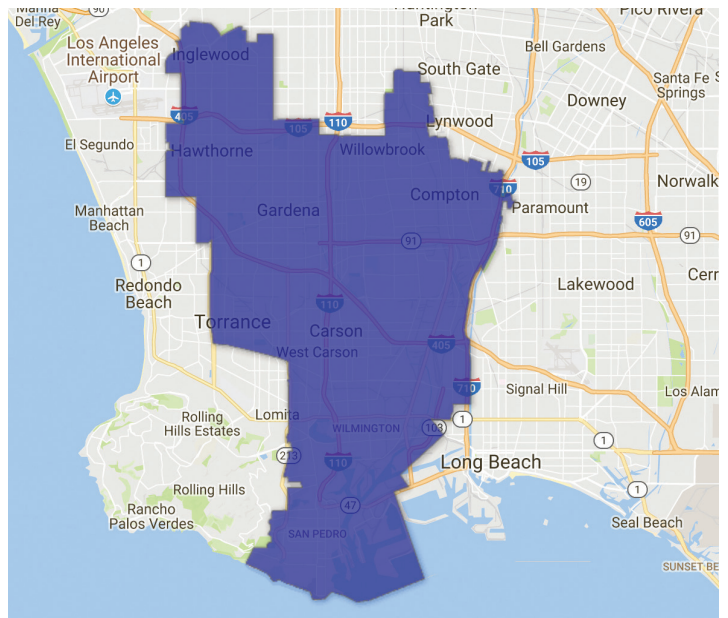 Marina
Del Rey
90
Huntington
Park
Pico Rivera
Los Angeles
International
Airport
Inglewood
Bell Gardens
South Gate
Santa Fe S
Springs
Downey
405
105
110
Lynwood
El Segundo
Hawthorne
Willowbrook
105
Norwalk
19
710
Compton
Paramount
Manhattan
Beach
Gardena
605
91
91
1
Redondo
Beach
Lakewood
Cerr
110
Torrance
Carson
West Carson
405
710
Signal Hill
Los Alam
Rolling
Hills Estates
Lomita
WILMINGTON
103
1
1
213
110
Long Beach
Rolling Hills
1
Rancho
Palos Verdes
47
Seal Beach
SAN PEDRO
SUNSET BE